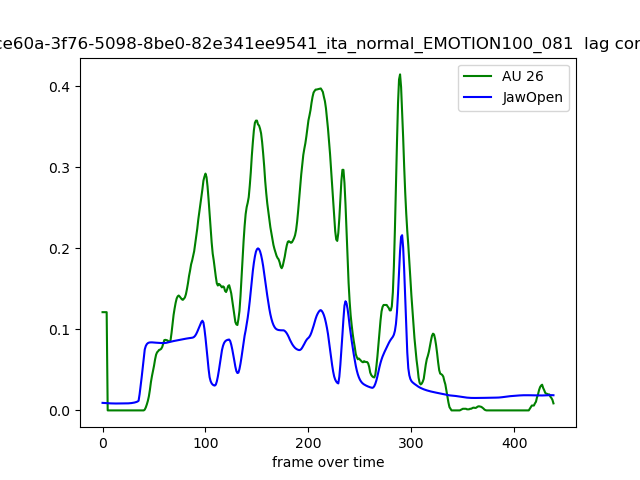 ce60a-3f76-5098-8be0-82e341ee9541_ita_normal_EMOTION100_081  lag cor
AU 26
JawOpen
0.4
0.3
0.2
0.1
0.0
0 100 200 300 400
frame over time